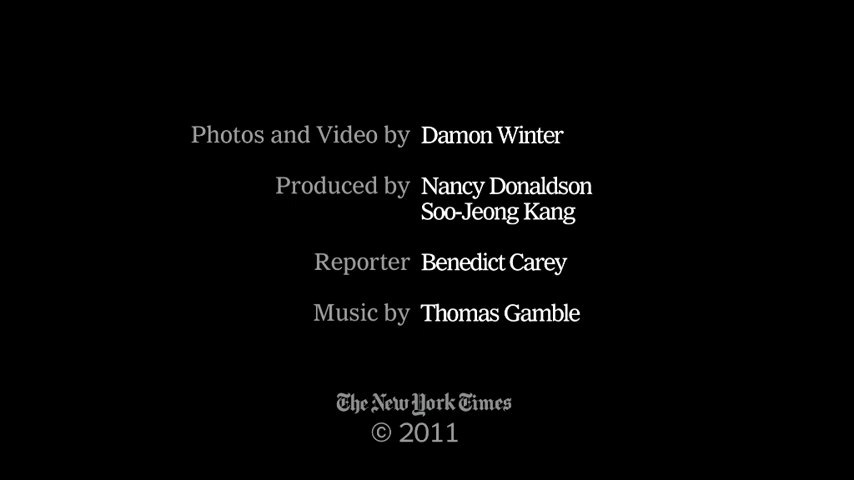 Photos and Video by Damon Winter
Produced by Nancy Donaldson
Soo-Jeong Kang
Reporter Benedict Carey
Music by Thomas Gamble
The New York Times
© 2011